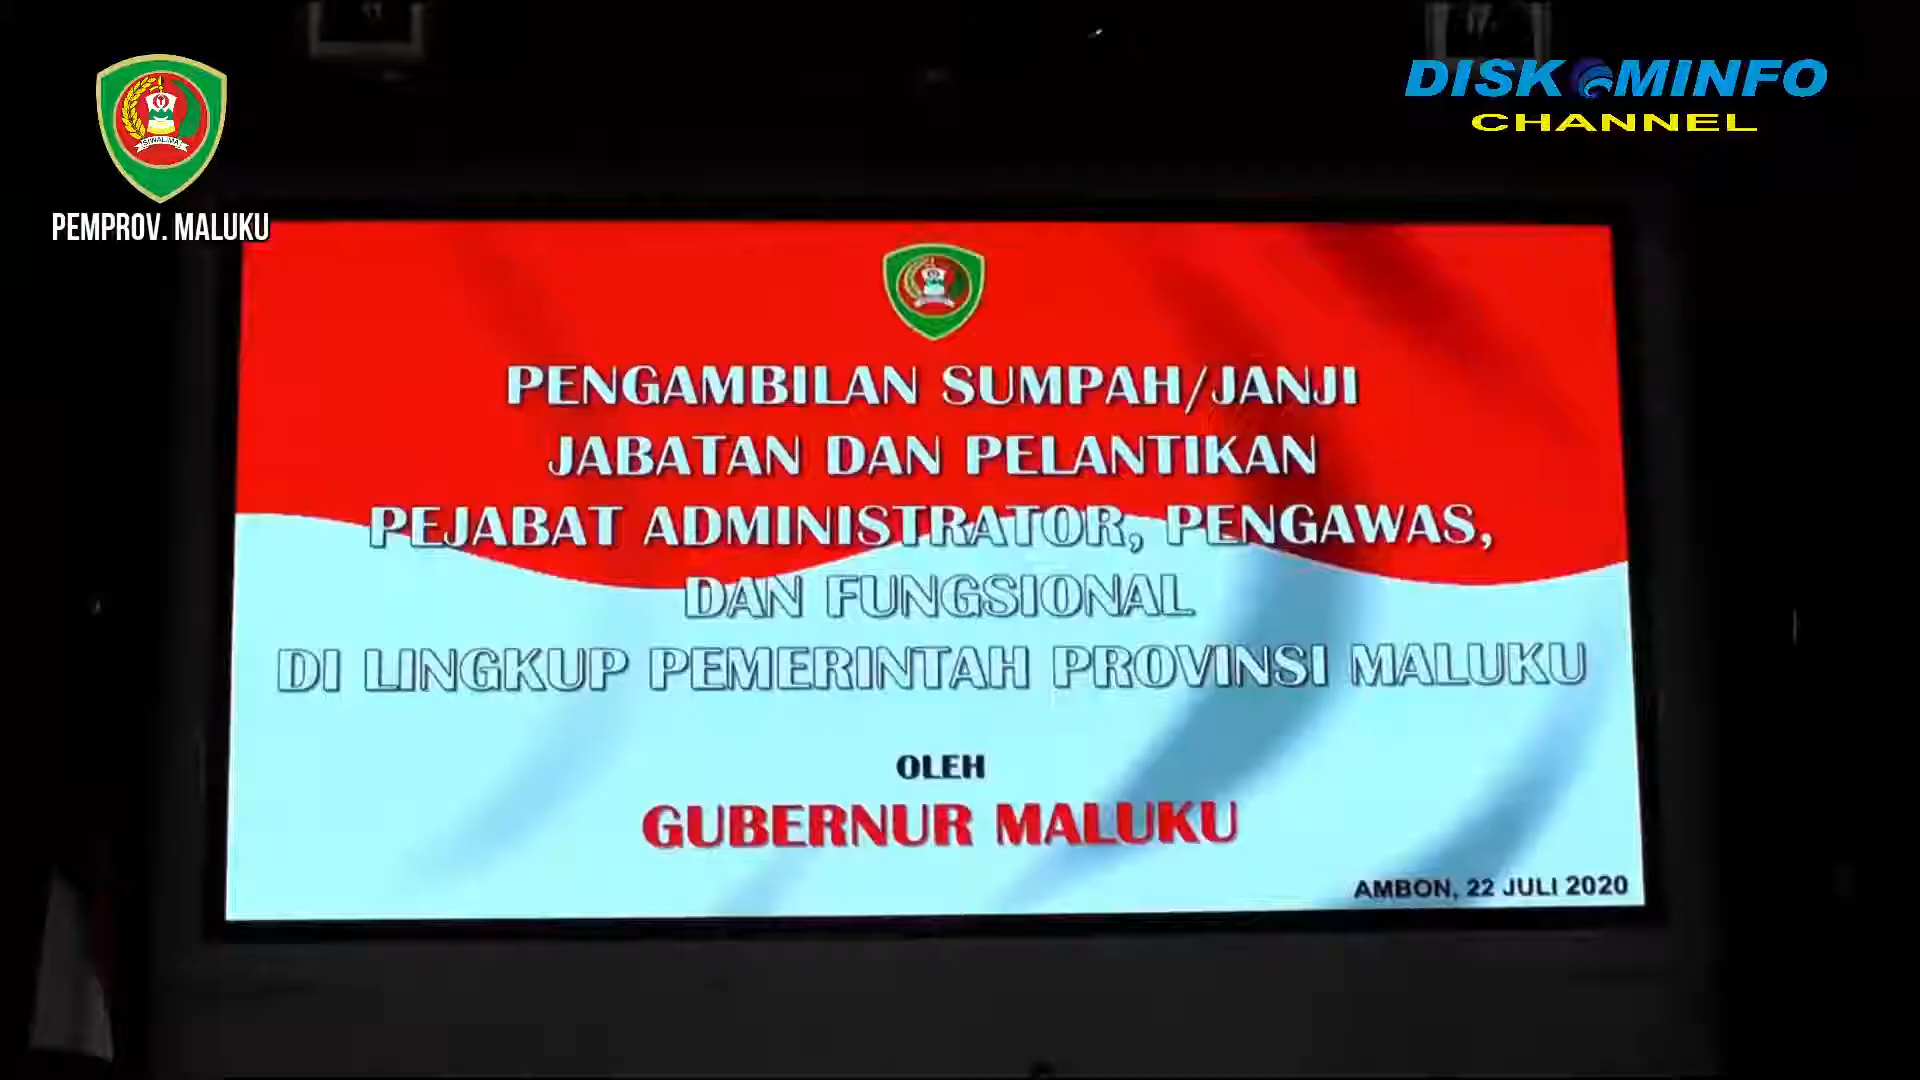 PEMPROV. MALUKU
DISKOMINFO
CHANNEL
SIWALIMA
PENGAMBILAN SUMPAH/JANJI
JABATAN DAN PELANTIKAN
PEJABAT ADMINISTRATOR, PENGAWAS,
DAN FUNGSIONAL
DI LINGKUP PEMERINTAH PROVINSI MALUKU
OLEH
GUBERNUR MALUKU
AMBON, 22 JULI 2020